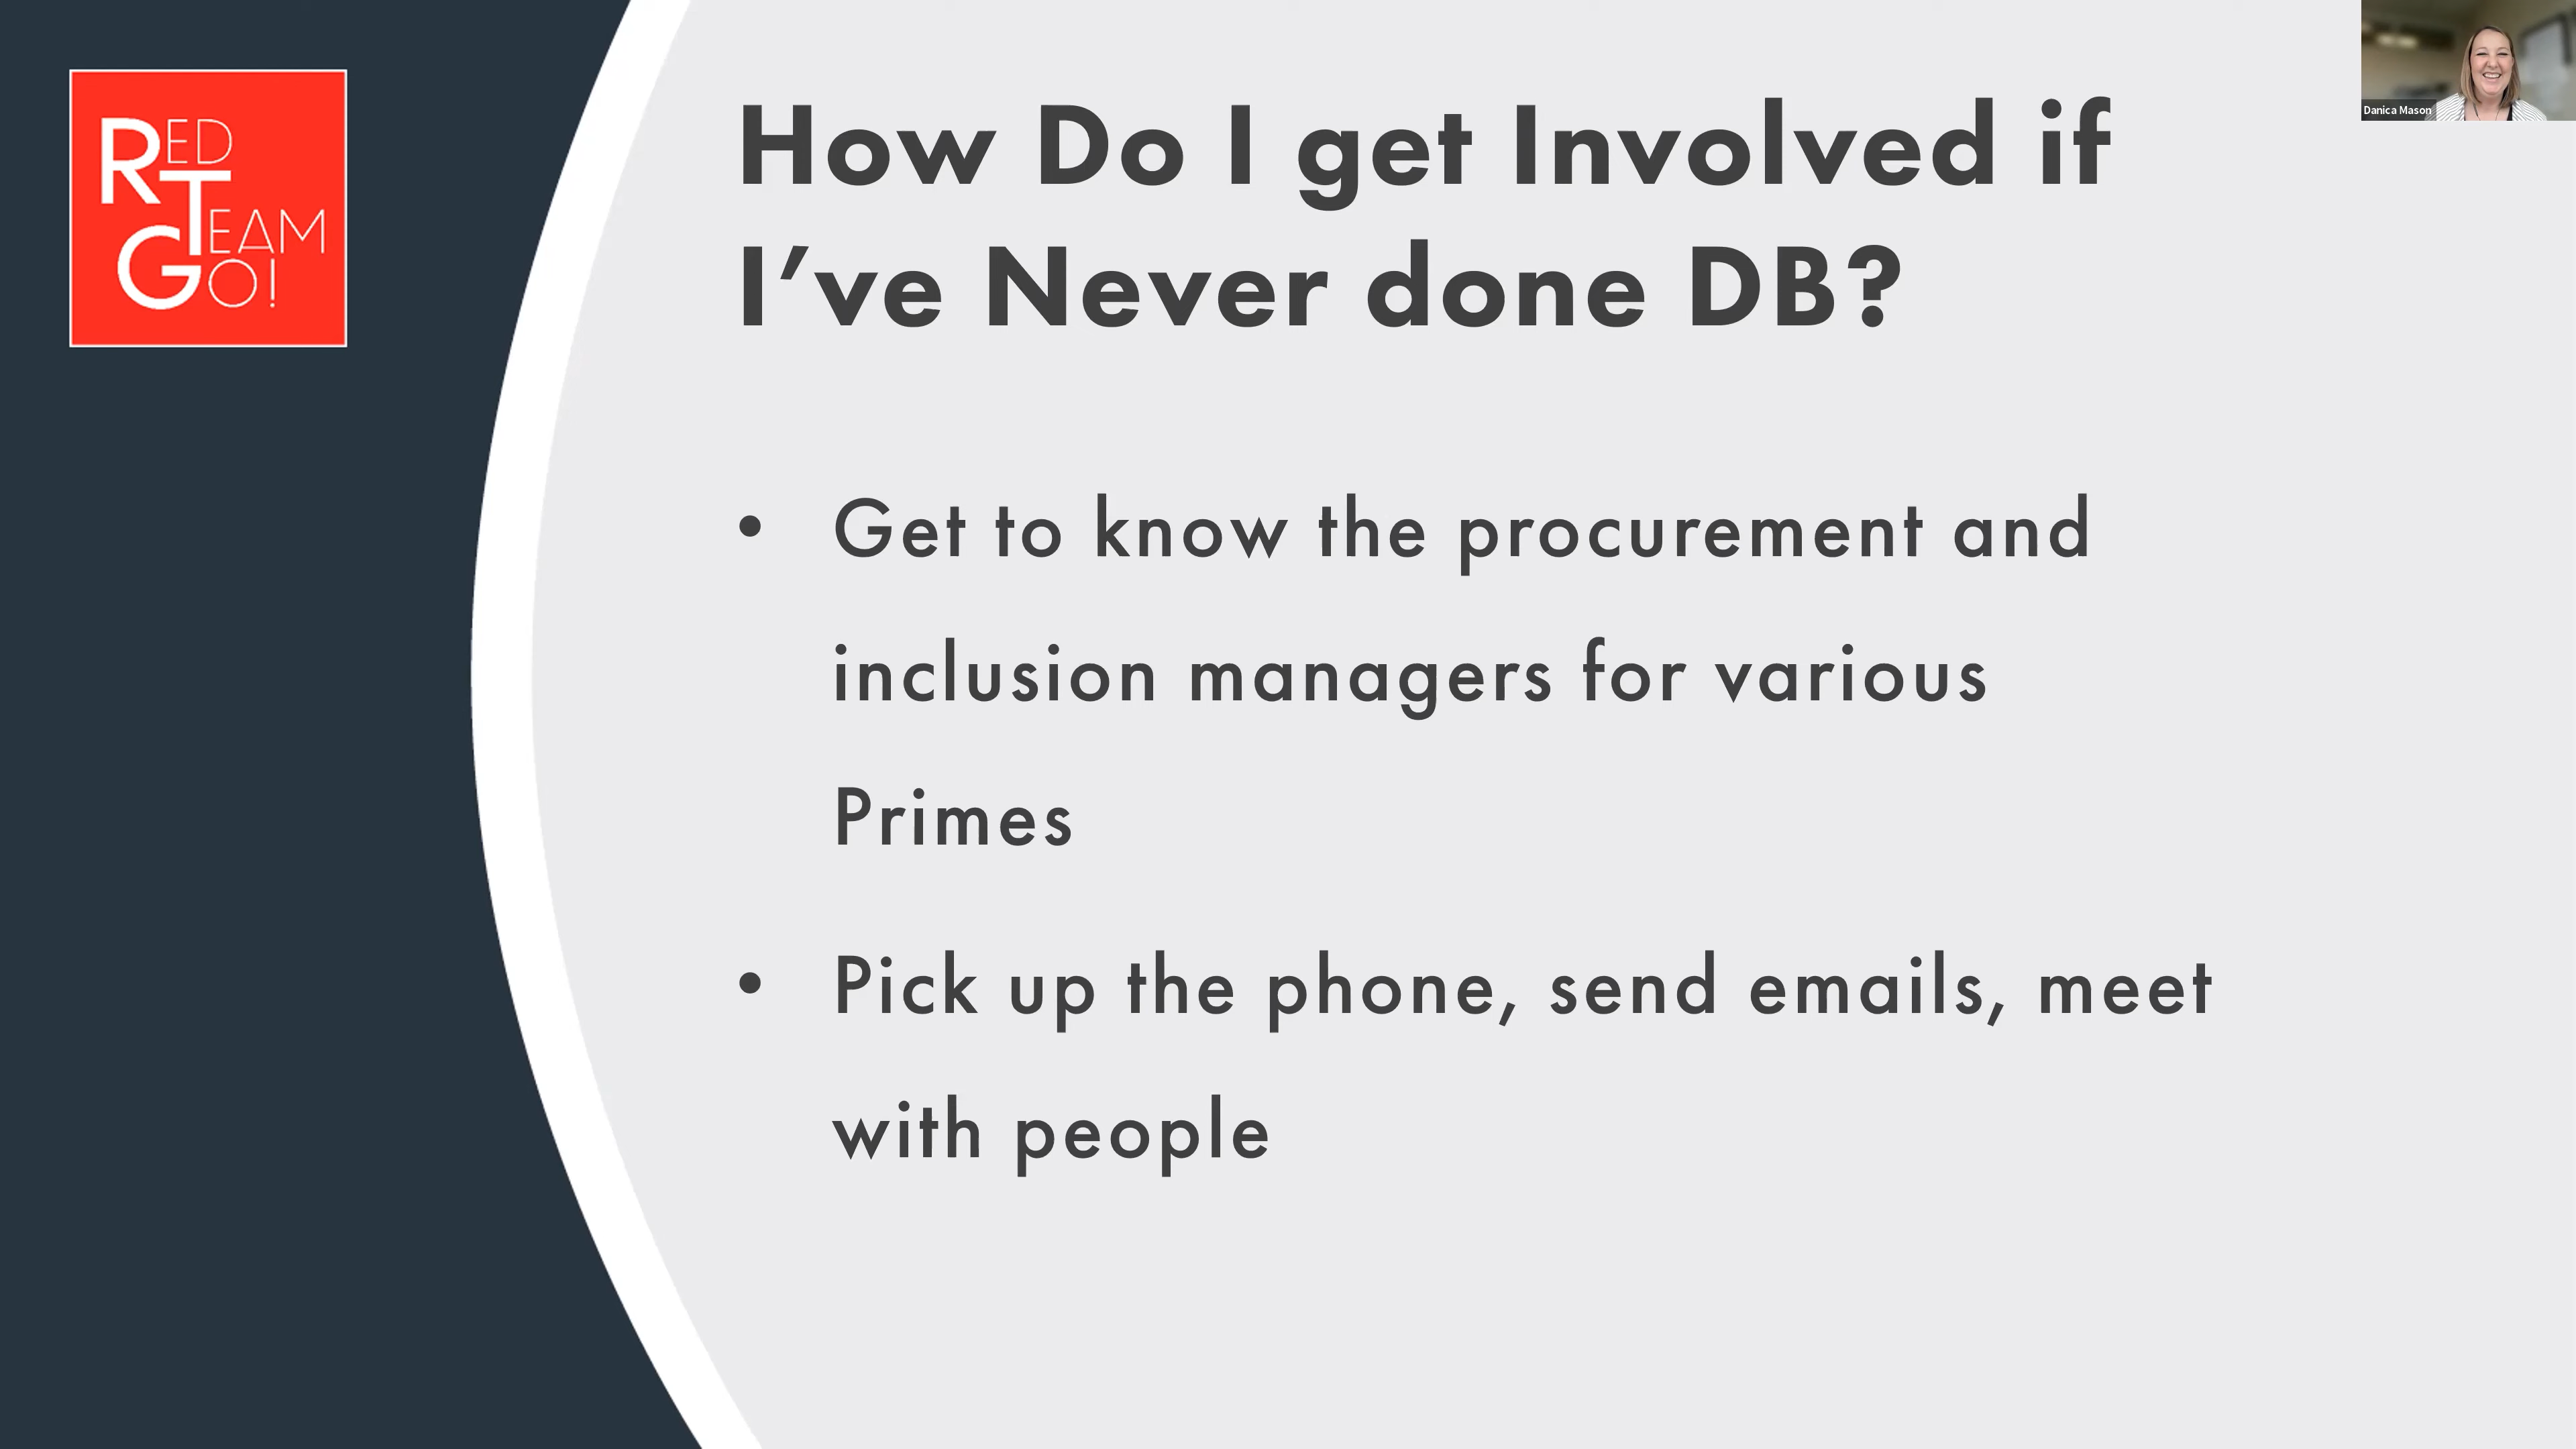 RED
TEAM
GO!
Danica Mason
How Do I get Involved if
I’ve Never done DB?
• Get to know the procurement and
inclusion managers for various
Primes
• Pick up the phone, send emails, meet
with people